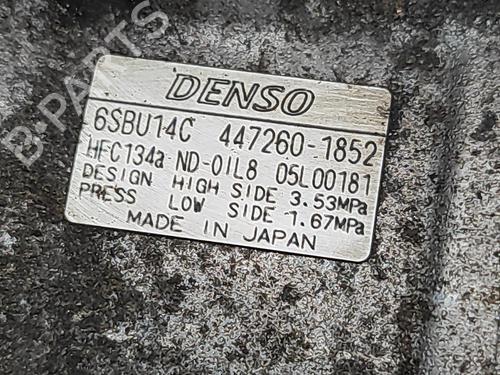 B-PARTS
DENSO
6SBU14C 447260-1852
HFC134a ND-OIL8 05L00181
DESIGN HIGH SIDE 3.53MPa
PRESS LOW SIDE 1.67MPa
MADE IN JAPAN